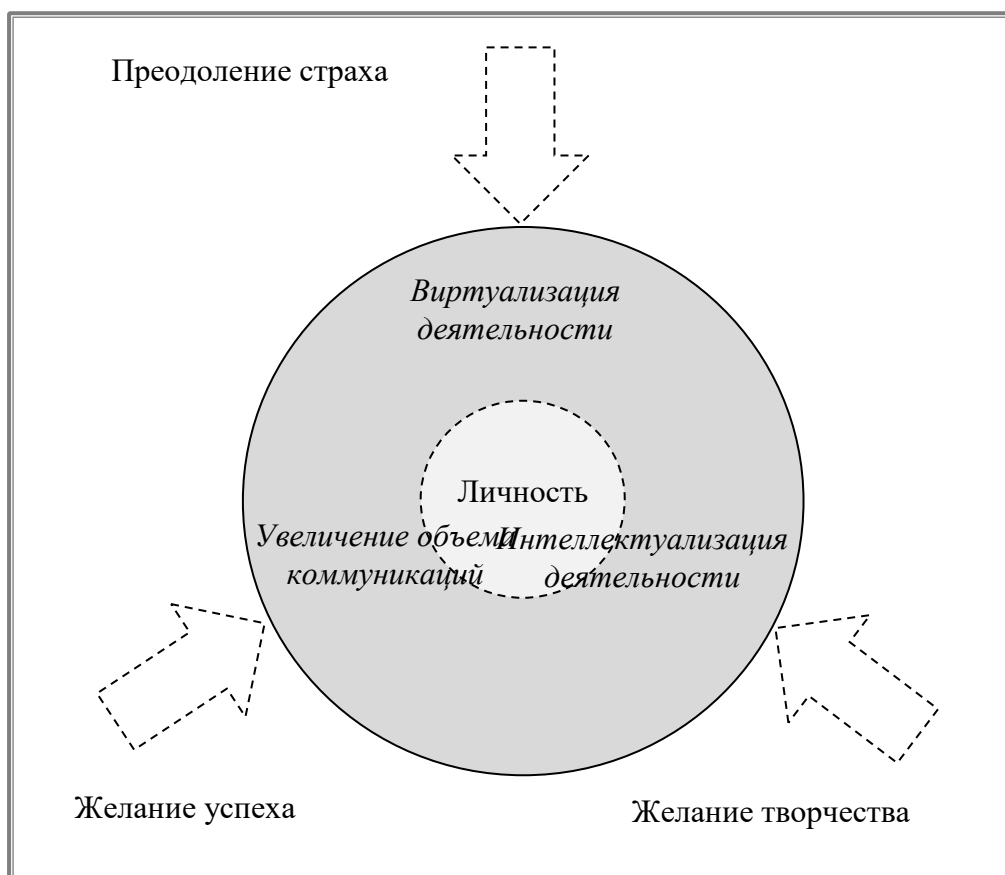 Преодоление страха
Виртуализация
деятельности
Личность
Увеличение объема
коммуникаций
Интеллектуализация
деятельности
Желание успеха
Желание творчества